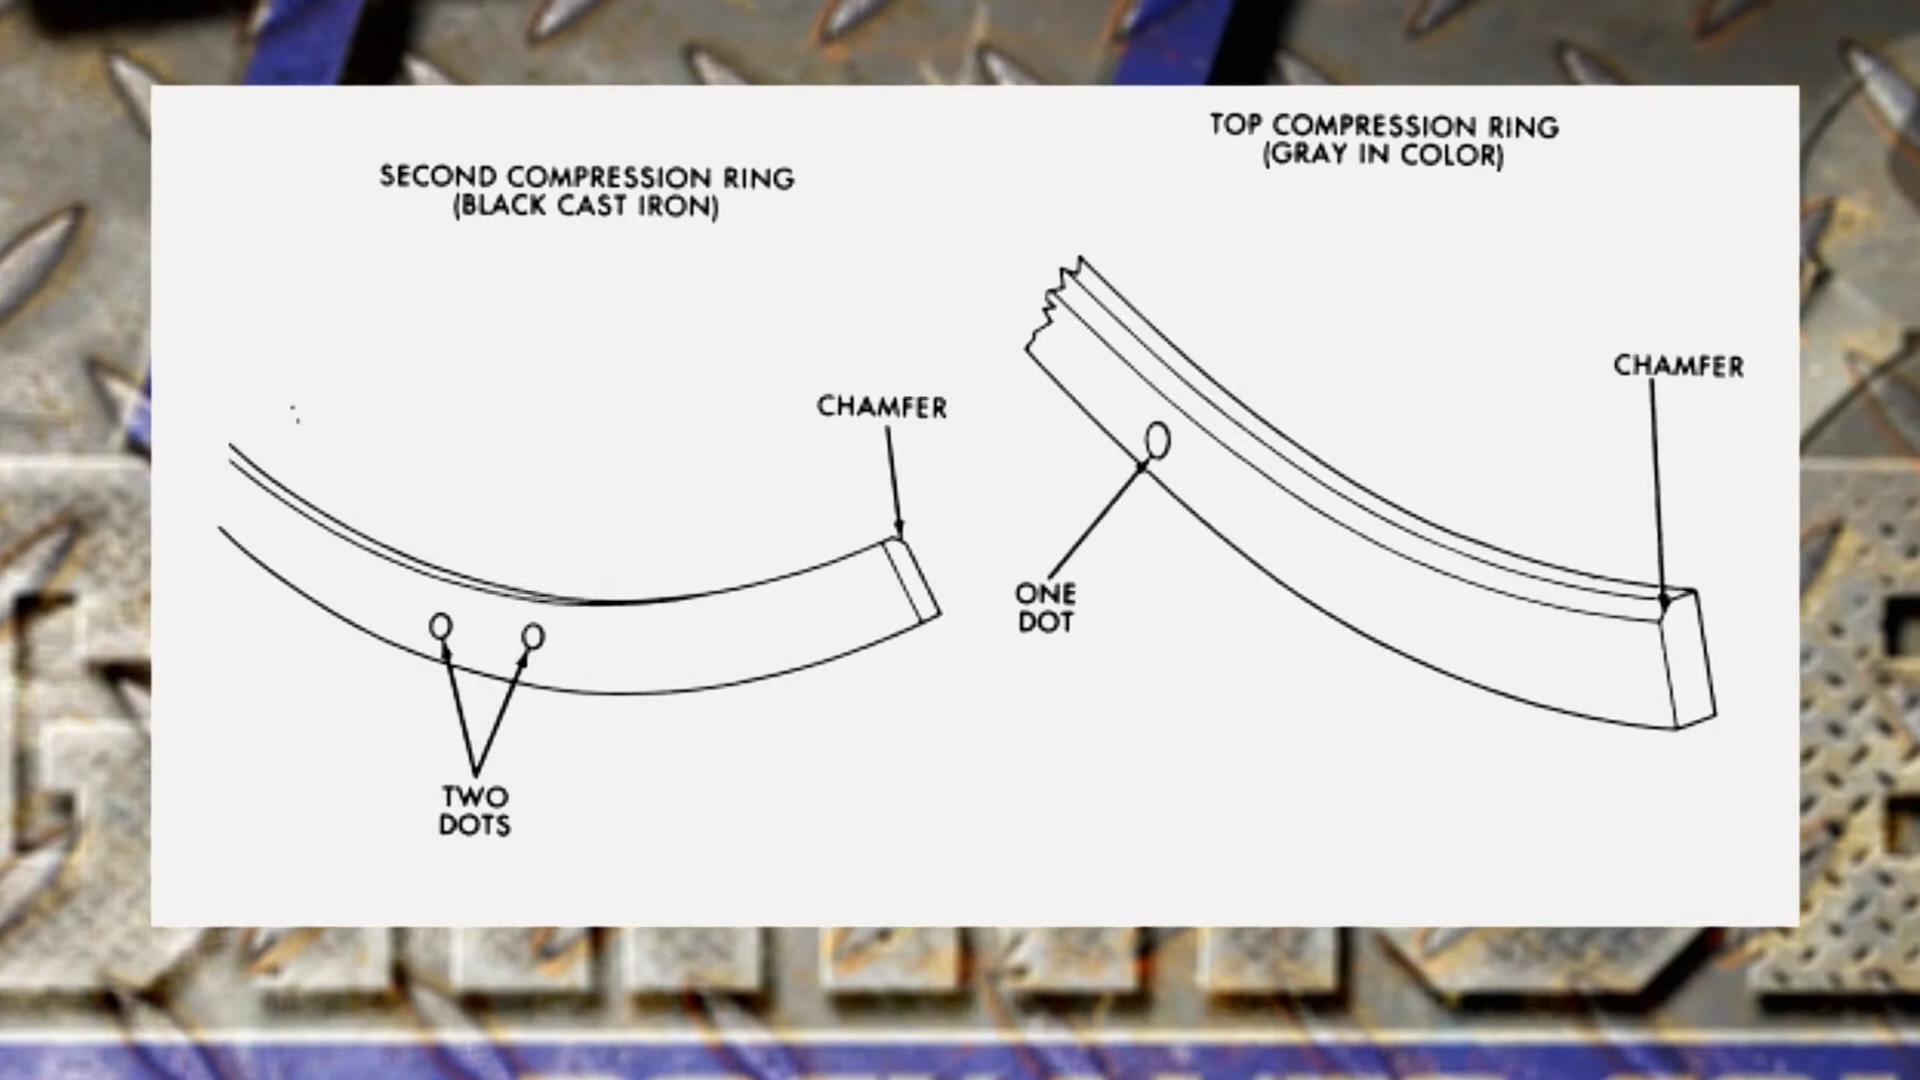 SECOND COMPRESSION RING
(BLACK CAST IRON)
TOP COMPRESSION RING
(GRAY IN COLOR)
CHAMFER
CHAMFER
ONE
DOT
TWO
DOTS